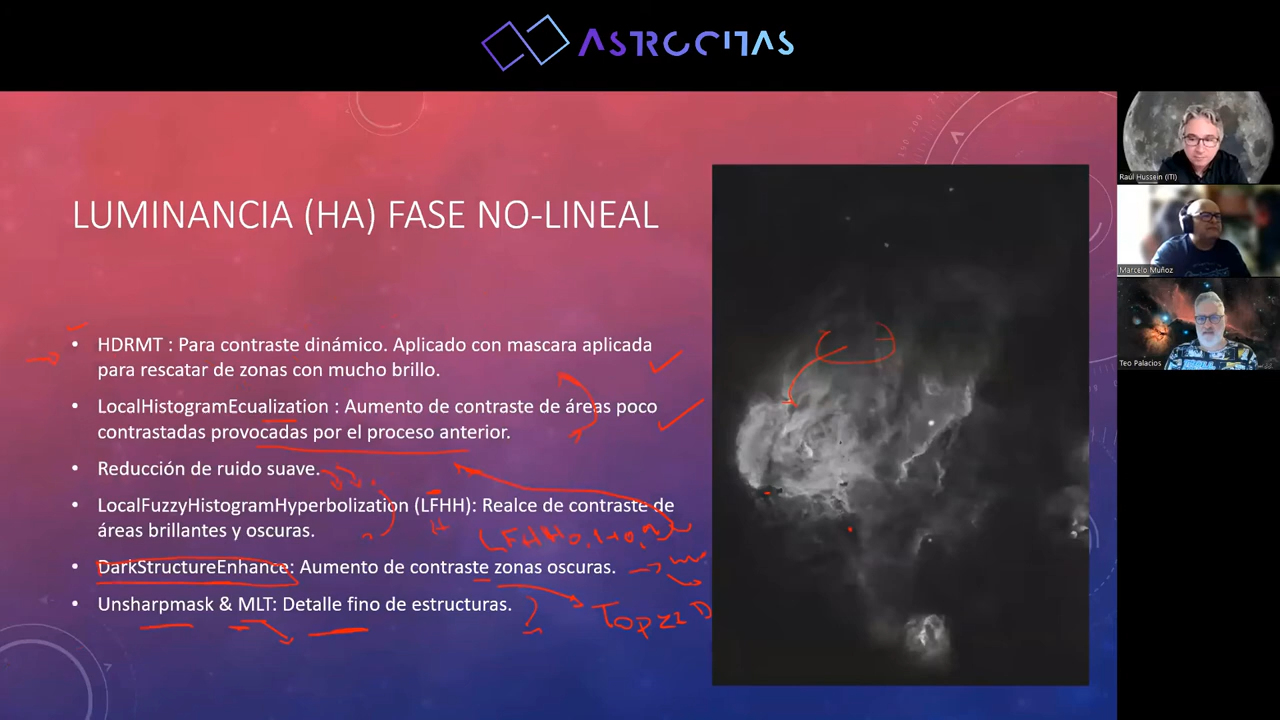 ASTROCITAS
LUMINANCIA (HA) FASE NO-LINEAL
• HDRMT : Para contraste dinámico. Aplicado con mascara aplicada
para rescatar de zonas con mucho brillo.
• LocalHistogramEcualization : Aumento de contraste de áreas poco
contrastadas provocadas por el proceso anterior.
• Reducción de ruido suave.
• LocalFuzzyHistogramHyperbolization (LFHH): Realce de contraste de
áreas brillantes y oscuras.
H
LFHH
• DarkStructureEnhance: Aumento de contraste zonas oscuras.
• Unsharpmask & MLT: Detalle fino de estructuras.
Raúl Hussein (ITI)
Marcelo Muñoz
Teo Palacios